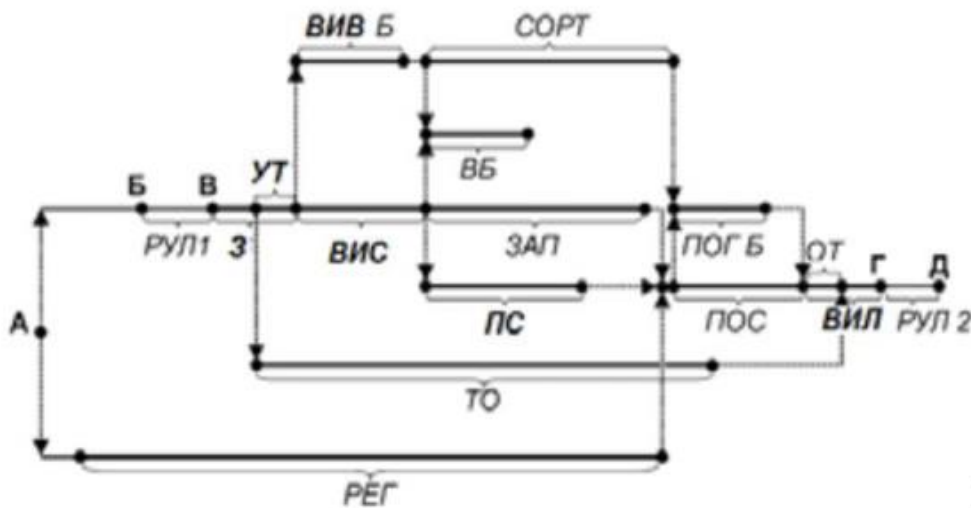 ВИВ Б
СОРТ
ВБ
УТ
Б
В
РУЛ1
З
ВИС
ЗАП
ПОГ Б
ОТ
Г
Д
А
ПС
ПОС
ВИЛ
РУЛ 2
ТО
РЕГ